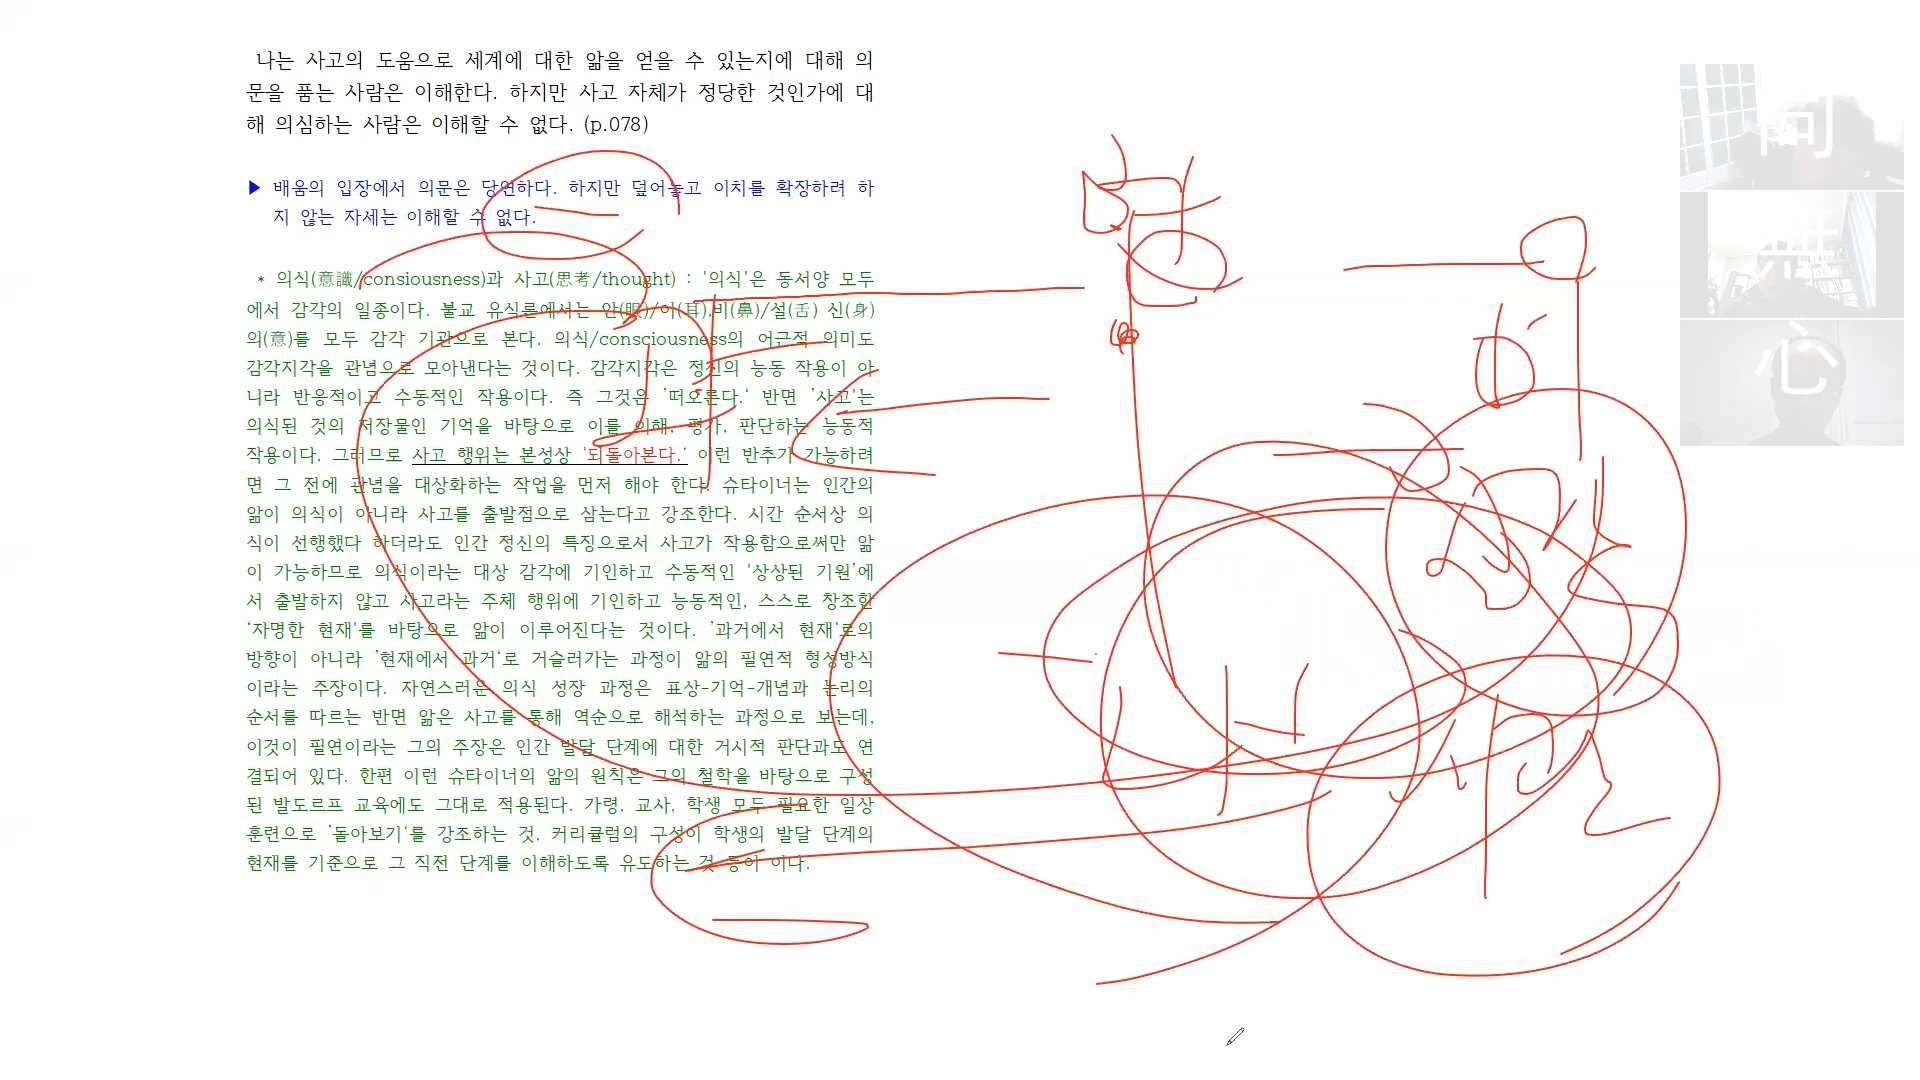 나는 사고의 도움으로 세계에 대한 앎을 얻을 수 있는지에 대해 의
문을 품는 사람은 이해한다. 하지만 사고 자체가 정당한 것인가에 대
해 의심하는 사람은 이해할 수 없다. (p.078)
▶ 배움의 입장에서 의문은 당연하다. 하지만 덮어놓고 이치를 확장하려 하
지 않는 자세는 이해할 수 없다.
* 의식(意識/consiousness)과 사고(思考/thought) : '의식'은 동서양 모두
에서 감각의 일종이다. 불교 유식론에서는 안(眼)/이(耳),비(鼻)/설(舌) 신(身)
의(意)를 모두 감각 기관으로 본다. 의식/consciousness의 어근적 의미도
감각지각을 관념으로 모아낸다는 것이다. 감각지각은 정신의 능동 작용이 아
니라 반응적이고 수동적인 작용이다. 즉 그것은 '떠오른다.' 반면 '사고'는
의식된 것의 저장물인 기억을 바탕으로 이를 이해, 평가, 판단하는 능동적
작용이다. 그러므로 사고 행위는 본성상 '되돌아본다.' 이런 반추가 가능하려
면 그 전에 관념을 대상화하는 작업을 먼저 해야 한다. 슈타이너는 인간의
앎이 의식이 아니라 사고를 출발점으로 삼는다고 강조한다. 시간 순서상 의
식이 선행했다 하더라도 인간 정신의 특징으로서 사고가 작용함으로써만 앎
이 가능하므로 의식이라는 대상 감각에 기인하고 수동적인 '상상된 기원'에
서 출발하지 않고 사고라는 주체 행위에 기인하고 능동적인, 스스로 창조한
'자명한 현재'를 바탕으로 앎이 이루어진다는 것이다. '과거에서 현재'로의
방향이 아니라 '현재에서 과거'로 거슬러가는 과정이 앎의 필연적 형성방식
이라는 주장이다. 자연스러운 의식 성장 과정은 표상-기억-개념과 논리의
순서를 따르는 반면 앎은 사고를 통해 역순으로 해석하는 과정으로 보는데,
이것이 필연이라는 그의 주장은 인간 발달 단계에 대한 거시적 판단과도 연
결되어 있다. 한편 이런 슈타이너의 앎의 원칙은 그의 철학을 바탕으로 구성
된 발도르프 교육에도 그대로 적용된다. 가령, 교사, 학생 모두 필요한 일상
훈련으로 '돌아보기'를 강조하는 것, 커리큘럼의 구성이 학생의 발달 단계의
현재를 기준으로 그 직전 단계를 이해하도록 유도하는 것 등이 이다.
問
無
心